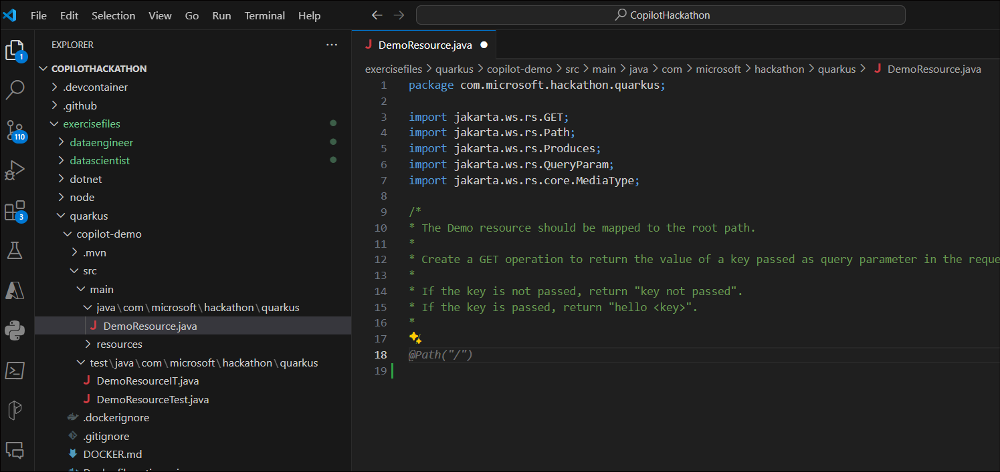 File Edit Selection View Go Run Terminal Help
CopilotHackathon
EXPLORER
COPILOTHACKATHON
.devcontainer
.github
exercisefiles
dataengineer
datascientist
dotnet
node
quarkus
copilot-demo
.mvn
src
main
java\com\microsoft\hackathon\quarkus
DemoResource.java
resources
test\java\com\microsoft\hackathon\quarkus
DemoResourceIT.java
DemoResourceTest.java
.dockerignore
.gitignore
DOCKER.md
1
110
3
DemoResource.java
exercisefiles > quarkus > copilot-demo > src > main > java > com > microsoft > hackathon > quarkus > DemoResource.java
1 package com.microsoft.hackathon.quarkus;
2
3 import jakarta.ws.rs.GET;
4 import jakarta.ws.rs.Path;
5 import jakarta.ws.rs.Produces;
6 import jakarta.ws.rs.QueryParam;
7 import jakarta.ws.rs.core.MediaType;
8
9 /*
10 * The Demo resource should be mapped to the root path.
11 *
12 * Create a GET operation to return the value of a key passed as query parameter in the reque
13 *
14 * If the key is not passed, return "key not passed".
15 * If the key is passed, return "hello <key>".
16 *
17
18 @Path("/")
19